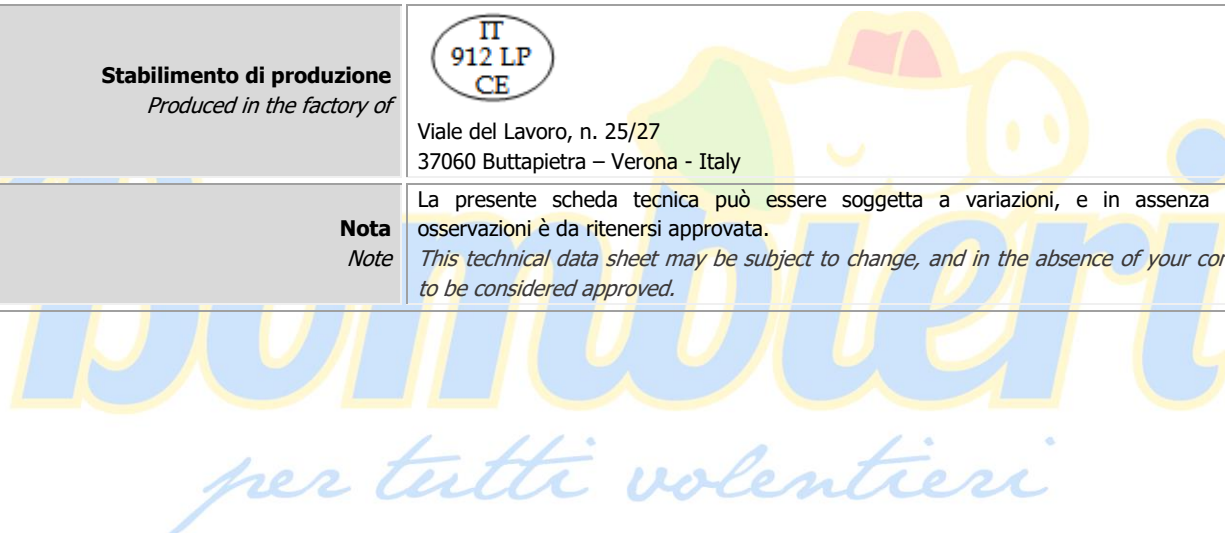 Stabilimento di produzione
Produced in the factory of
IT
912 LP
CE
Viale del Lavoro, n. 25/27
37060 Buttapietra – Verona - Italy
Nota
Note
La presente scheda tecnica può essere soggetta a variazioni, e in assenza
osservazioni è da ritenersi approvata.
This technical data sheet may be subject to change, and in the absence of your
to be considered approved.
bombieri
per tutti volentieri